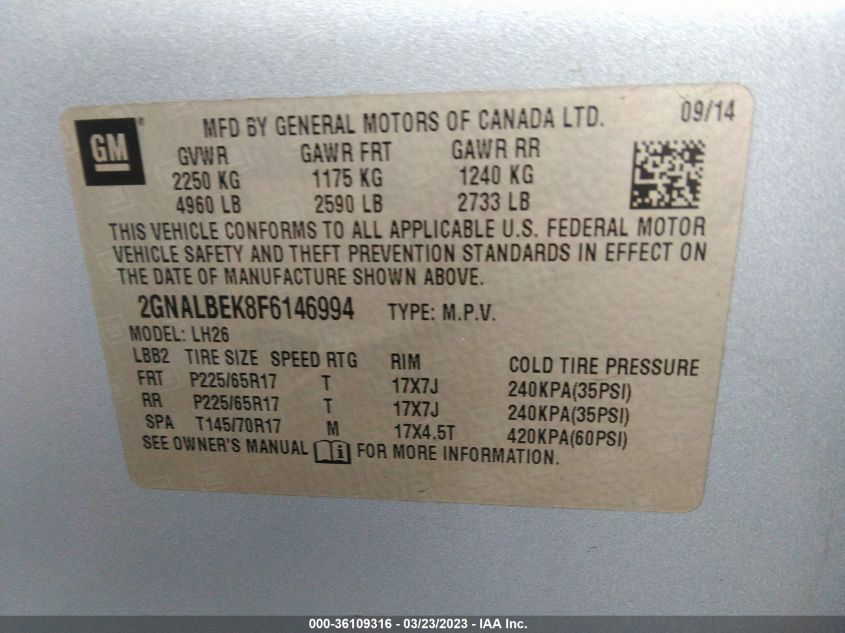 GM®
MFD BY GENERAL MOTORS OF CANADA LTD. 09/14
GVWR GAWR FRT GAWR RR
2250 KG 1175 KG 1240 KG
4960 LB 2590 LB 2733 LB
THIS VEHICLE CONFORMS TO ALL APPLICABLE U.S. FEDERAL MOTOR
VEHICLE SAFETY AND THEFT PREVENTION STANDARDS IN EFFECT ON
THE DATE OF MANUFACTURE SHOWN ABOVE.
2GNALBEK8F6146994 TYPE: M.P.V.
MODEL: LH26
LBB2 TIRE SIZE SPEED RTG RIM COLD TIRE PRESSURE
FRT P225/65R17 T 17X7J 240KPA(35PSI)
RR P225/65R17 T 17X7J 240KPA(35PSI)
SPA T145/70R17 M 17X4.5T 420KPA(60PSI)
SEE OWNER'S MANUAL FOR MORE INFORMATION.
000-36109316 - 03/23/2023 - IAA Inc.